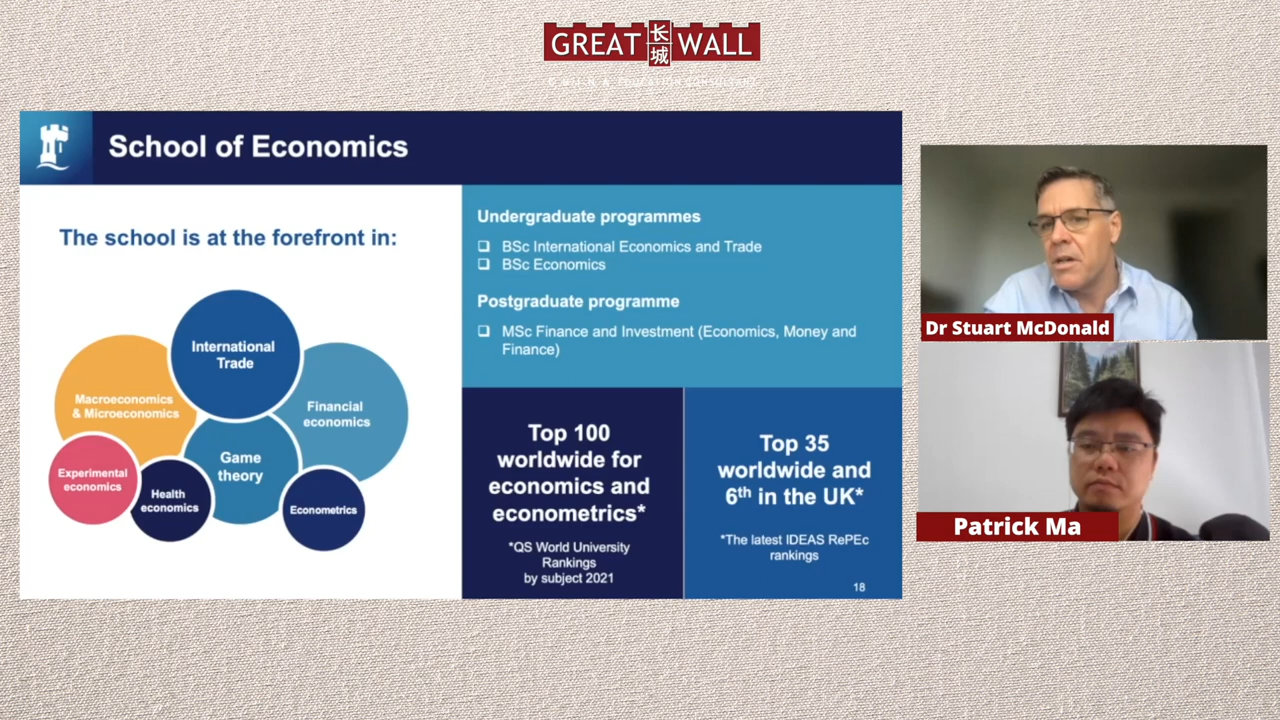 GREAT 长城 WALL
School of Economics
The school is at the forefront in:
International
Trade
Macroeconomics
& Microeconomics
Financial
economics
Game
theory
Experimental
economics
Health
economics
Econometrics
Undergraduate programmes
❑ BSc International Economics and Trade
❑ BSc Economics
Postgraduate programme
❑ MSc Finance and Investment (Economics, Money and
Finance)
Top 100
worldwide for
economics and
econometrics*
*QS World University
Rankings
by subject 2021
Top 35
worldwide and
6th in the UK*
*The latest IDEAS RePEc
rankings
18
Dr Stuart McDonald
Patrick Ma